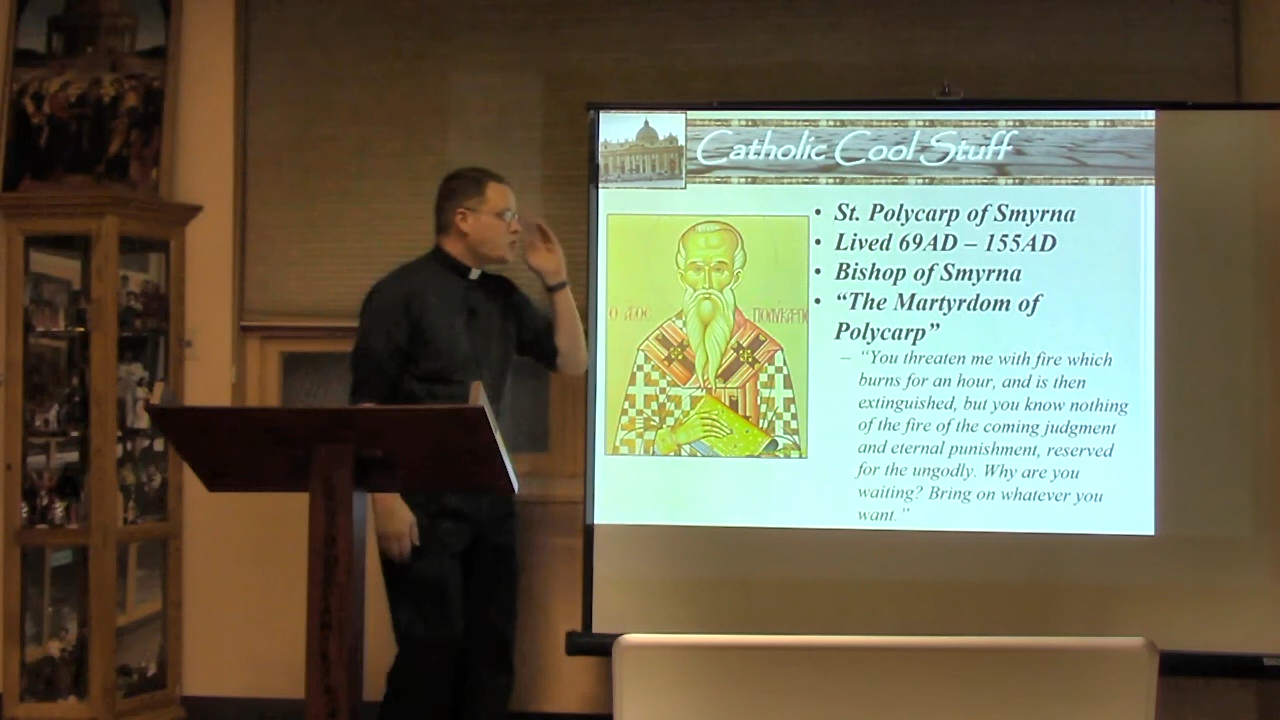 Catholic Cool Stuff
• St. Polycarp of Smyrna
• Lived 69AD – 155AD
• Bishop of Smyrna
• “The Martyrdom of
Polycarp”
– “You threaten me with fire which
burns for an hour, and is then
extinguished, but you know nothing
of the fire of the coming judgment
and eternal punishment, reserved
for the ungodly. Why are you
waiting? Bring on whatever you
want.”